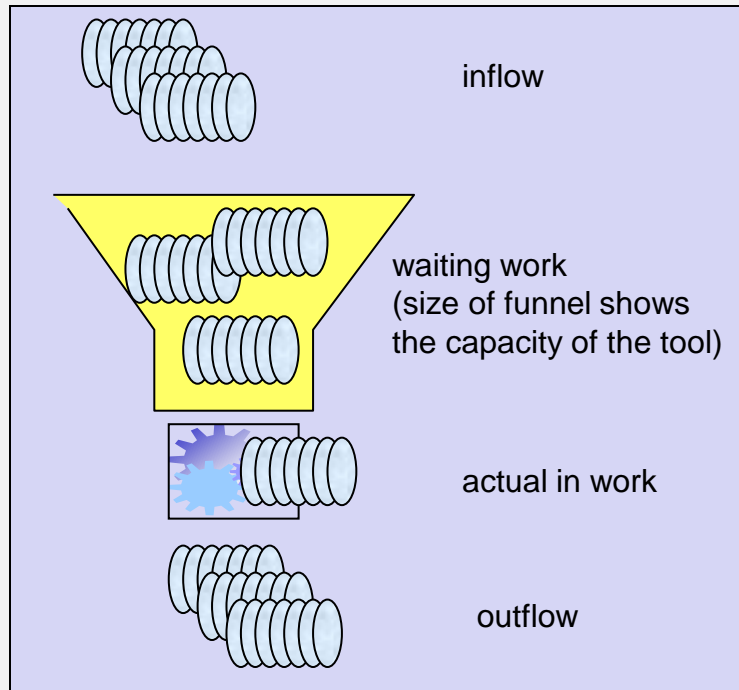 inflow
waiting work
(size of funnel shows
the capacity of the tool)
actual in work
outflow